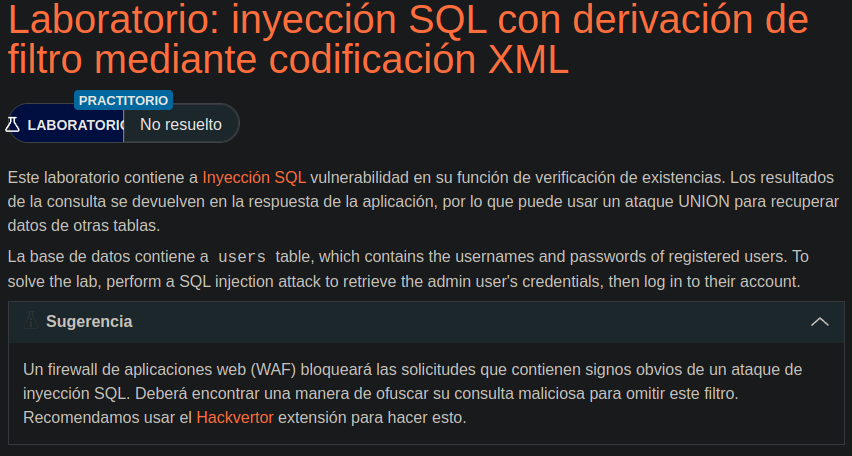 Laboratorio: inyección SQL con derivación de
filtro mediante codificación XML
PRACTITORIO
LABORATORIO
No resuelto
Este laboratorio contiene a Inyección SQL vulnerabilidad en su función de verificación de existencias. Los resultados
de la consulta se devuelven en la respuesta de la aplicación, por lo que puede usar un ataque UNION para recuperar
datos de otras tablas.
La base de datos contiene a users table, which contains the usernames and passwords of registered users. To
solve the lab, perform a SQL injection attack to retrieve the admin user's credentials, then log in to their account.
Sugerencia
Un firewall de aplicaciones web (WAF) bloqueará las solicitudes que contienen signos obvios de un ataque de
inyección SQL. Deberá encontrar una manera de ofuscar su consulta maliciosa para omitir este filtro.
Recomendamos usar el Hackvertor extensión para hacer esto.